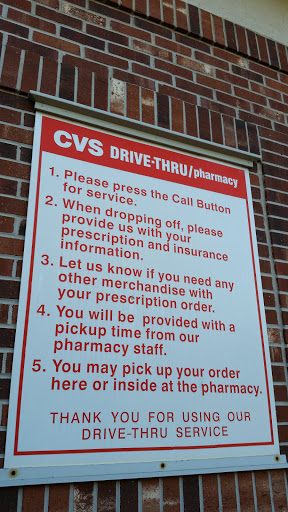 CVS DRIVE-THRU/pharmacy
1. Please press the Call Button
for service.
2. When dropping off, please
provide us with your
prescription and insurance
information.
3. Let us know if you need any
other merchandise with
your prescription order.
4. You will be provided with a
pickup time from our
pharmacy staff.
5. You may pick up your order
here or inside at the pharmacy.
THANK YOU FOR USING OUR
DRIVE-THRU SERVICE